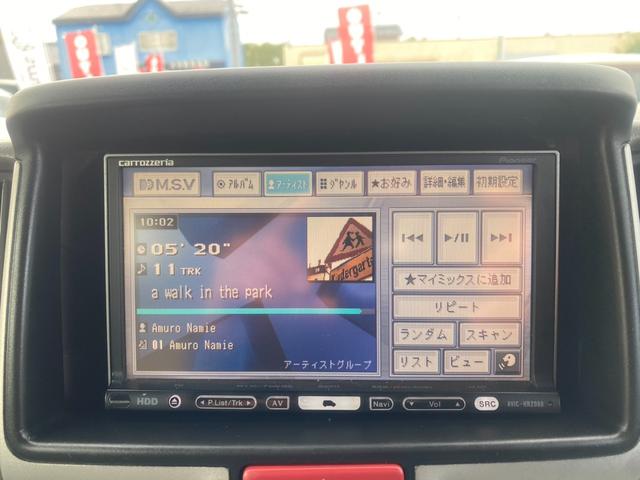 carrozzeria
Pioneer
M.S.V アルバム アーティスト ジャンル ★お好み 詳細・編集 初期設定
10:02
05' 20"
11 TRK
a walk in the park
Kindergarte
Amuro Namie
01 Amuro Namie
アーティストグループ
★マイミックスに追加
リピート
ランダム スキャン
リスト ビュー
HDD P.List/Trk AV Navi Vol SRC